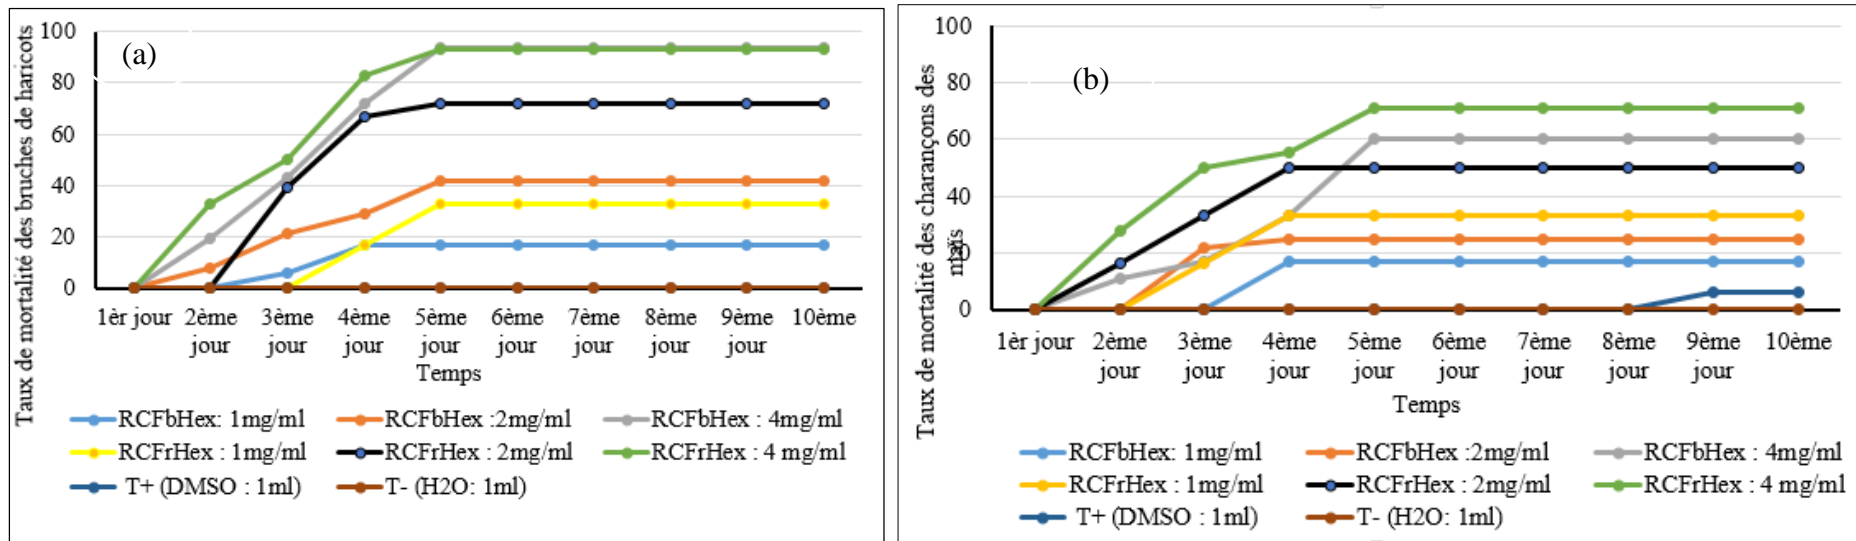 (a)
Taux de mortalité des bruches de haricots
100
80
60
40
20
0
1èr jour 2ème jour 3ème jour 4ème jour 5ème jour 6ème jour 7ème jour 8ème jour 9ème jour 10ème
Temps
RCFbHex: 1mg/ml RCFbHex :2mg/ml RCFbHex : 4mg/ml
RCFrHex : 1mg/ml RCFrHex : 2mg/ml RCFrHex : 4 mg/ml
T+ (DMSO : 1ml) T- (H2O: 1ml)
(b)
Taux de mortalité des charançons des
maïs
100
80
60
40
20
0
1èr jour 2ème jour 3ème jour 4ème jour 5ème jour 6ème jour 7ème jour 8ème jour 9ème jour 10ème
Temps
RCFbHex: 1mg/ml RCFbHex :2mg/ml RCFbHex : 4mg/ml
RCFrHex : 1mg/ml RCFrHex : 2mg/ml RCFrHex : 4 mg/ml
T+ (DMSO : 1ml) T- (H2O: 1ml)